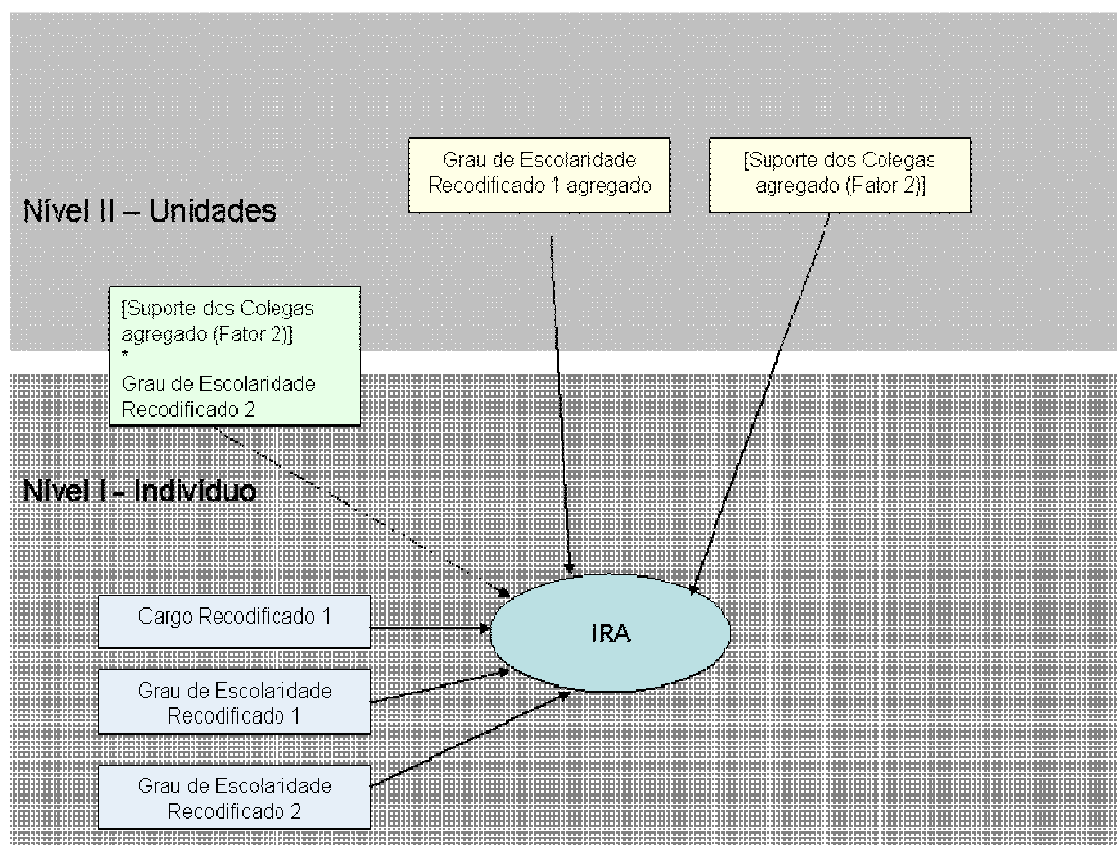 Grau de Escolaridade
Recodificado 1 agregado
[Suporte dos Colegas
agregado (Fator 2)]
Nível II – Unidades
[Suporte dos Colegas
agregado (Fator 2)]
*
Grau de Escolaridade
Recodificado 2
Nível I - Indivíduo
Cargo Recodificado 1
IRA
Grau de Escolaridade
Recodificado 1
Grau de Escolaridade
Recodificado 2